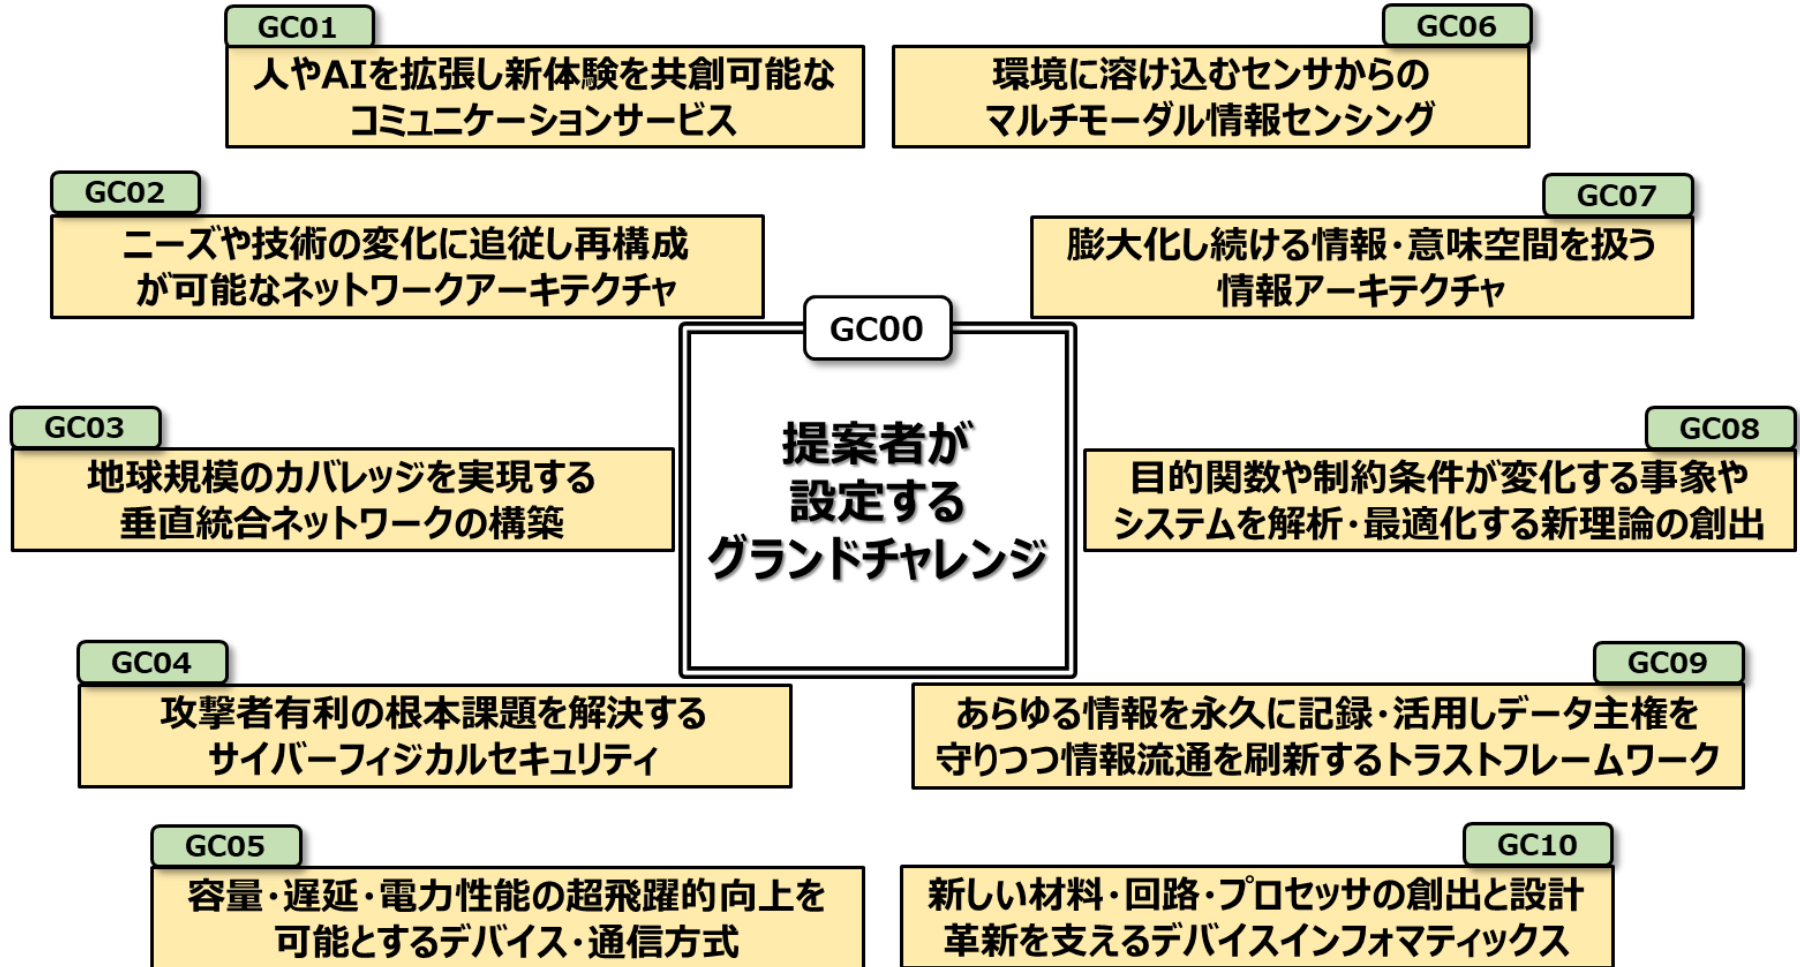 GC01
人やAIを拡張し新体験を共創可能な
コミュニケーションサービス
GC02
ニーズや技術の変化に追従し再構成
が可能なネットワークアーキテクチャ
GC03
地球規模のカバレッジを実現する
垂直統合ネットワークの構築
GC04
攻撃者有利の根本課題を解決する
サイバーフィジカルセキュリティ
GC05
容量・遅延・電力性能の超飛躍的向上を
可能とするデバイス・通信方式
GC00
提案者が
設定する
グランドチャレンジ
GC06
環境に溶け込むセンサからの
マルチモーダル情報センシング
GC07
膨大化し続ける情報・意味空間を扱う
情報アーキテクチャ
GC08
目的関数や制約条件が変化する事象や
システムを解析・最適化する新理論の創出
GC09
あらゆる情報を永久に記録・活用しデータ主権を
守りつつ情報流通を刷新するトラストフレームワーク
GC10
新しい材料・回路・プロセッサの創出と設計
革新を支えるデバイスインフォマティックス